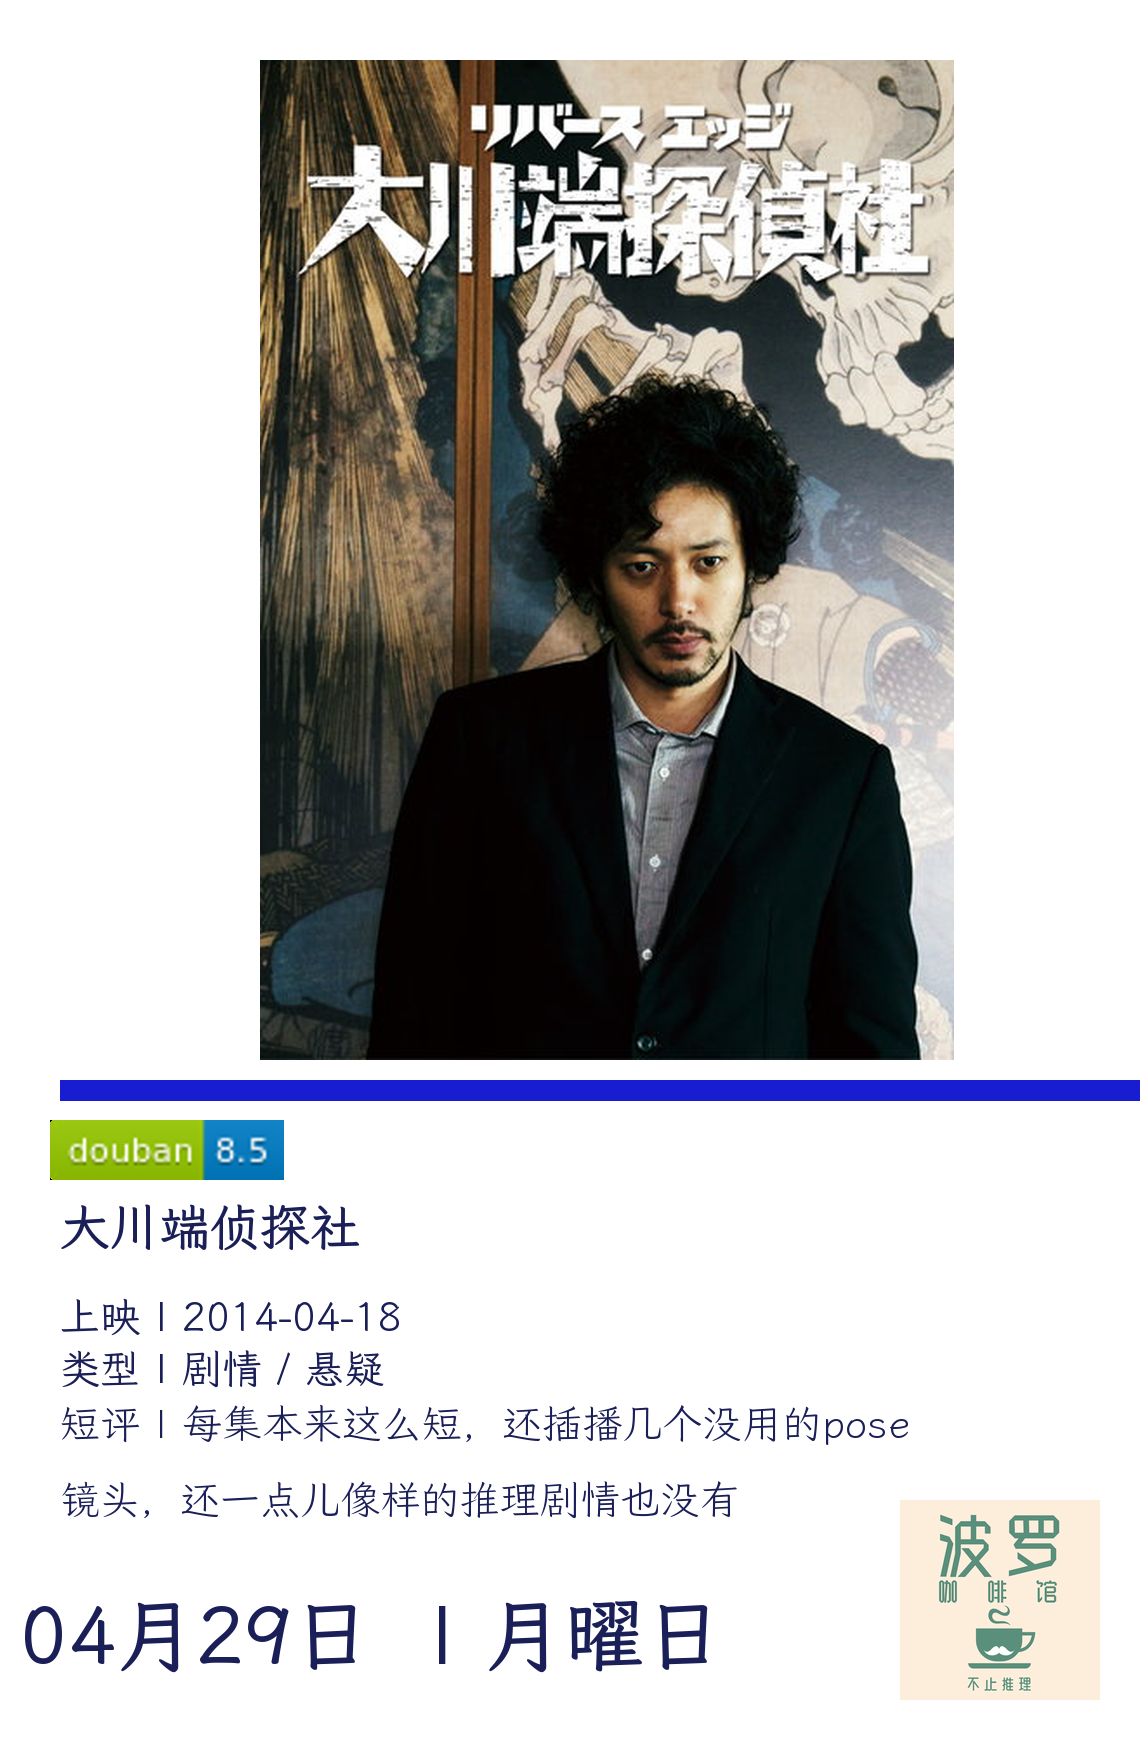 リバースエッジ
大川端探偵社
douban 8.5
大川端侦探社
上映 | 2014-04-18
类型 | 剧情 / 悬疑
短评 | 每集本来这么短，还插播几个没用的pose
镜头，还一点儿像样的推理剧情也没有
04月29日 | 月曜日
波罗
咖啡馆
不止推理